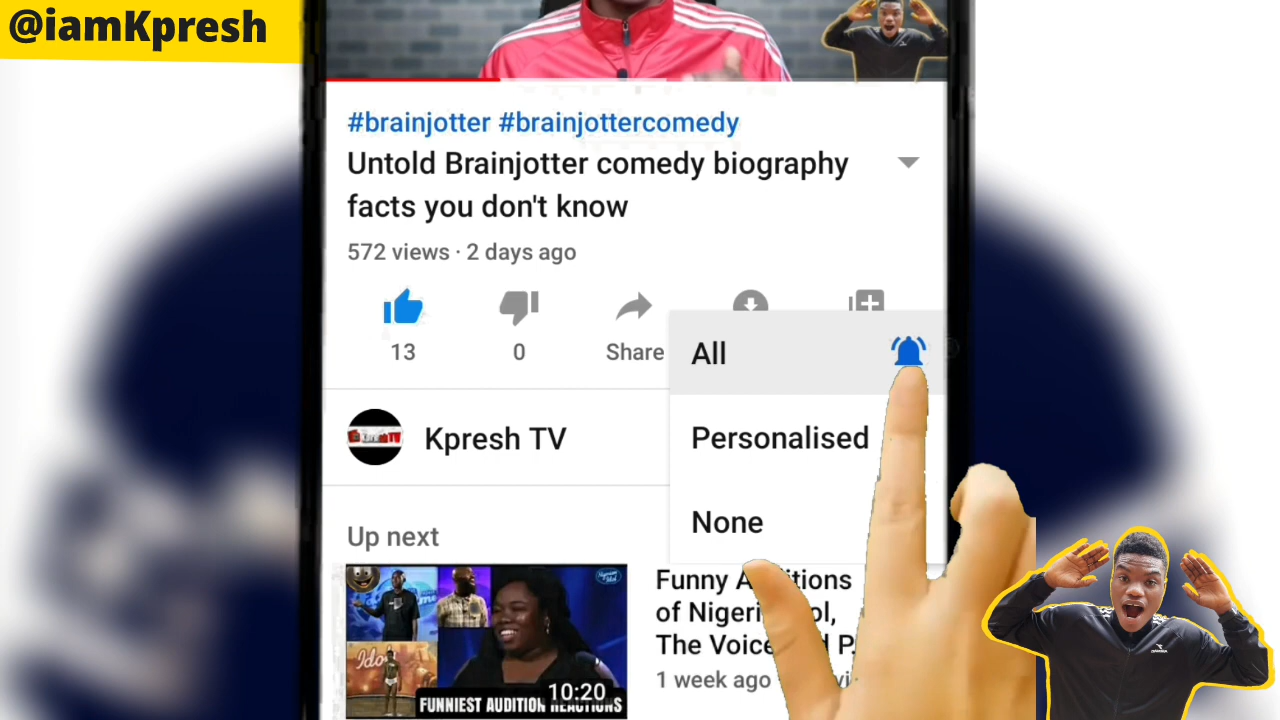 @iamKpresh
#brainjotter #brainjottercomedy
Untold Brainjotter comedy biography
facts you don't know
572 views · 2 days ago
13
0
Share
All
Kpresh TV
Personalised
None
Up next
Funny
of
The Voice
1 week ago
Idol
10:20
FUNNIEST AUDITION REACTIONS